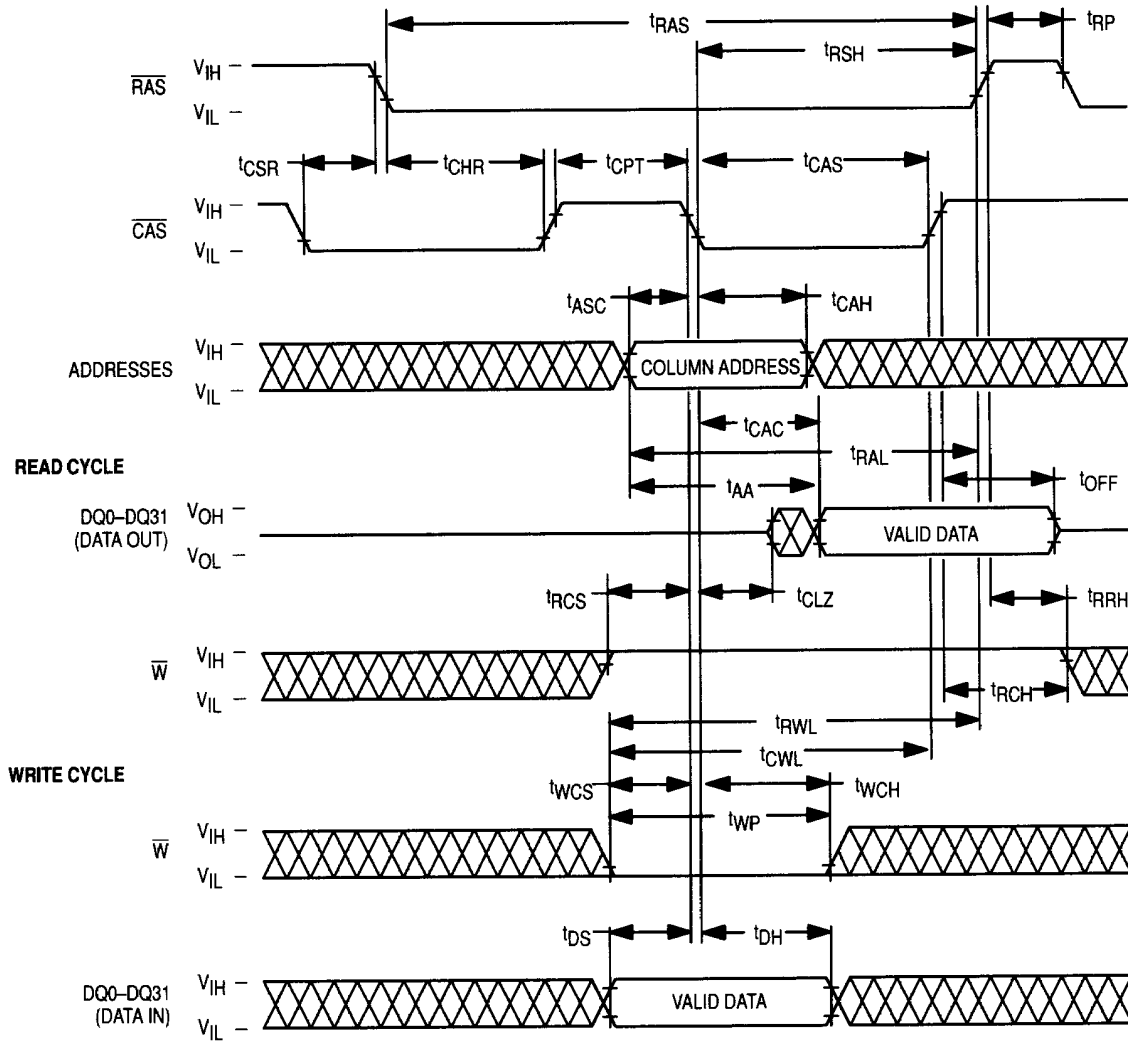 tRAS
tRP
tRSH
RAS
VIH
VIL
tCSR
tCHR
tCPT
tCAS
CAS
VIH
VIL
tASC
tCAH
ADDRESSES
VIH
VIL
COLUMN ADDRESS
tCAC
tRAL
READ CYCLE
tAA
tOFF
DQ0–DQ31
(DATA OUT)
VOH
VOL
VALID DATA
tRCS
tCLZ
tRRH
W
VIH
VIL
tRCH
tRWL
tCWL
WRITE CYCLE
tWCS
tWCH
tWP
W
VIH
VIL
tDS
tDH
DQ0–DQ31
(DATA IN)
VIH
VIL
VALID DATA